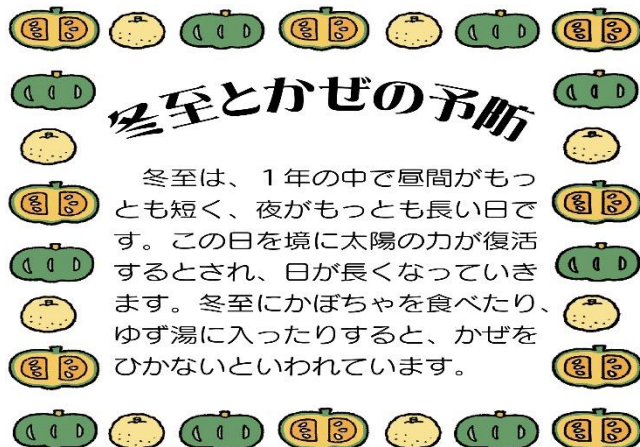 冬至とかぜの予防
　冬至は、１年の中で昼間がもっ
とも短く、夜がもっとも長い日で
す。この日を境に太陽の力が復活
するとされ、日が長くなっていき
ます。冬至にかぼちゃを食べたり、
ゆず湯に入ったりすると、かぜを
ひかないといわれています。